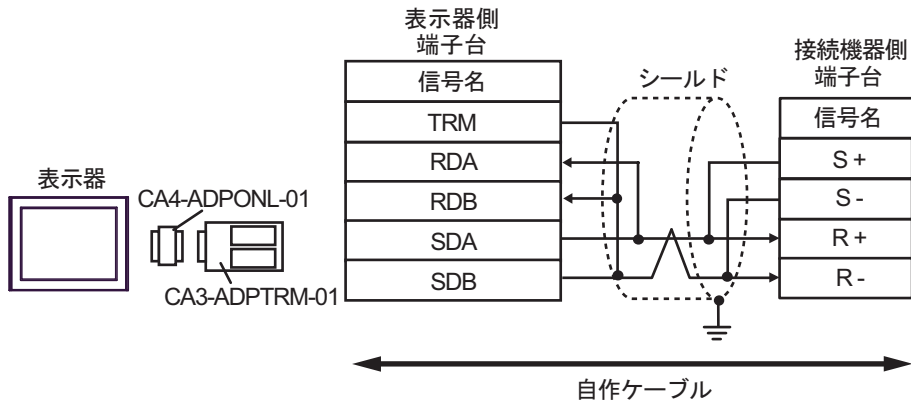 表示器
CA4-ADPONL-01
CA3-ADPTRM-01
表示器側
端子台
信号名
TRM
RDA
RDB
SDA
SDB
シールド
接続機器側
端子台
信号名
S +
S -
R +
R -
自作ケーブル